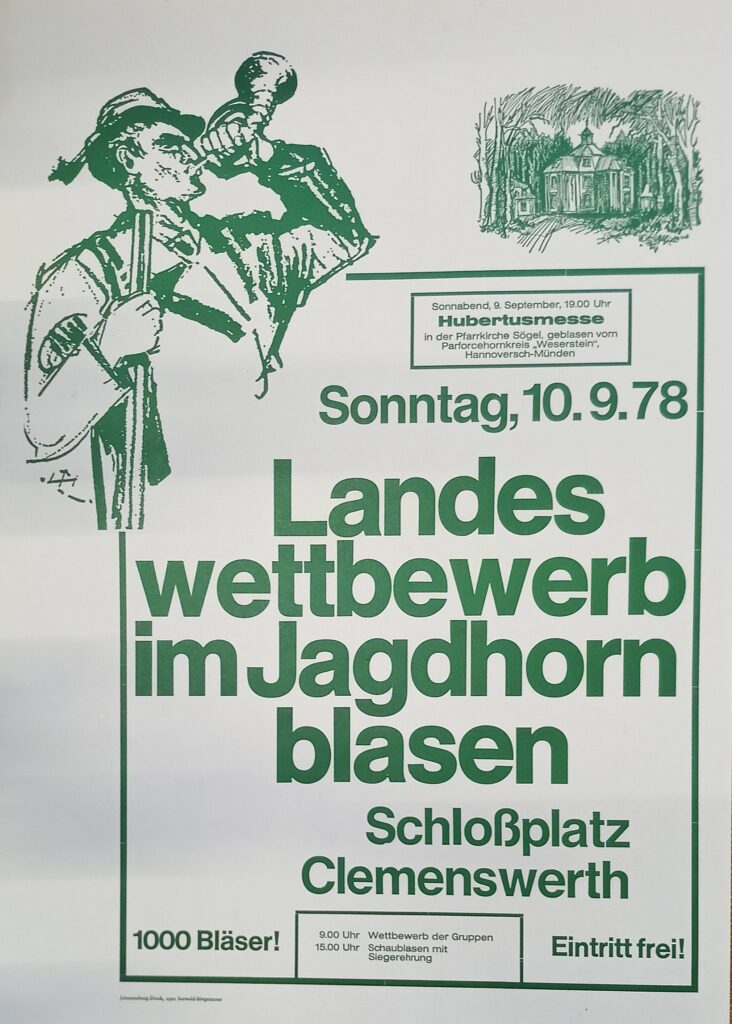 Sonnabend, 9. September, 19.00 Uhr
Hubertusmesse
in der Pfarrkirche Sögel, geblasen vom
Parforcehornkreis „Weserstein“,
Hannoversch-Münden
Sonntag, 10.9.78
Landes
wettbewerb
im Jagdhorn
blasen
Schloßplatz
Clemenswerth
1000 Bläser!
9.00 Uhr Wettbewerb der Gruppen
15.00 Uhr Schaublasen mit
Siegerehrung
Eintritt frei!
Johannesburg-Druck,